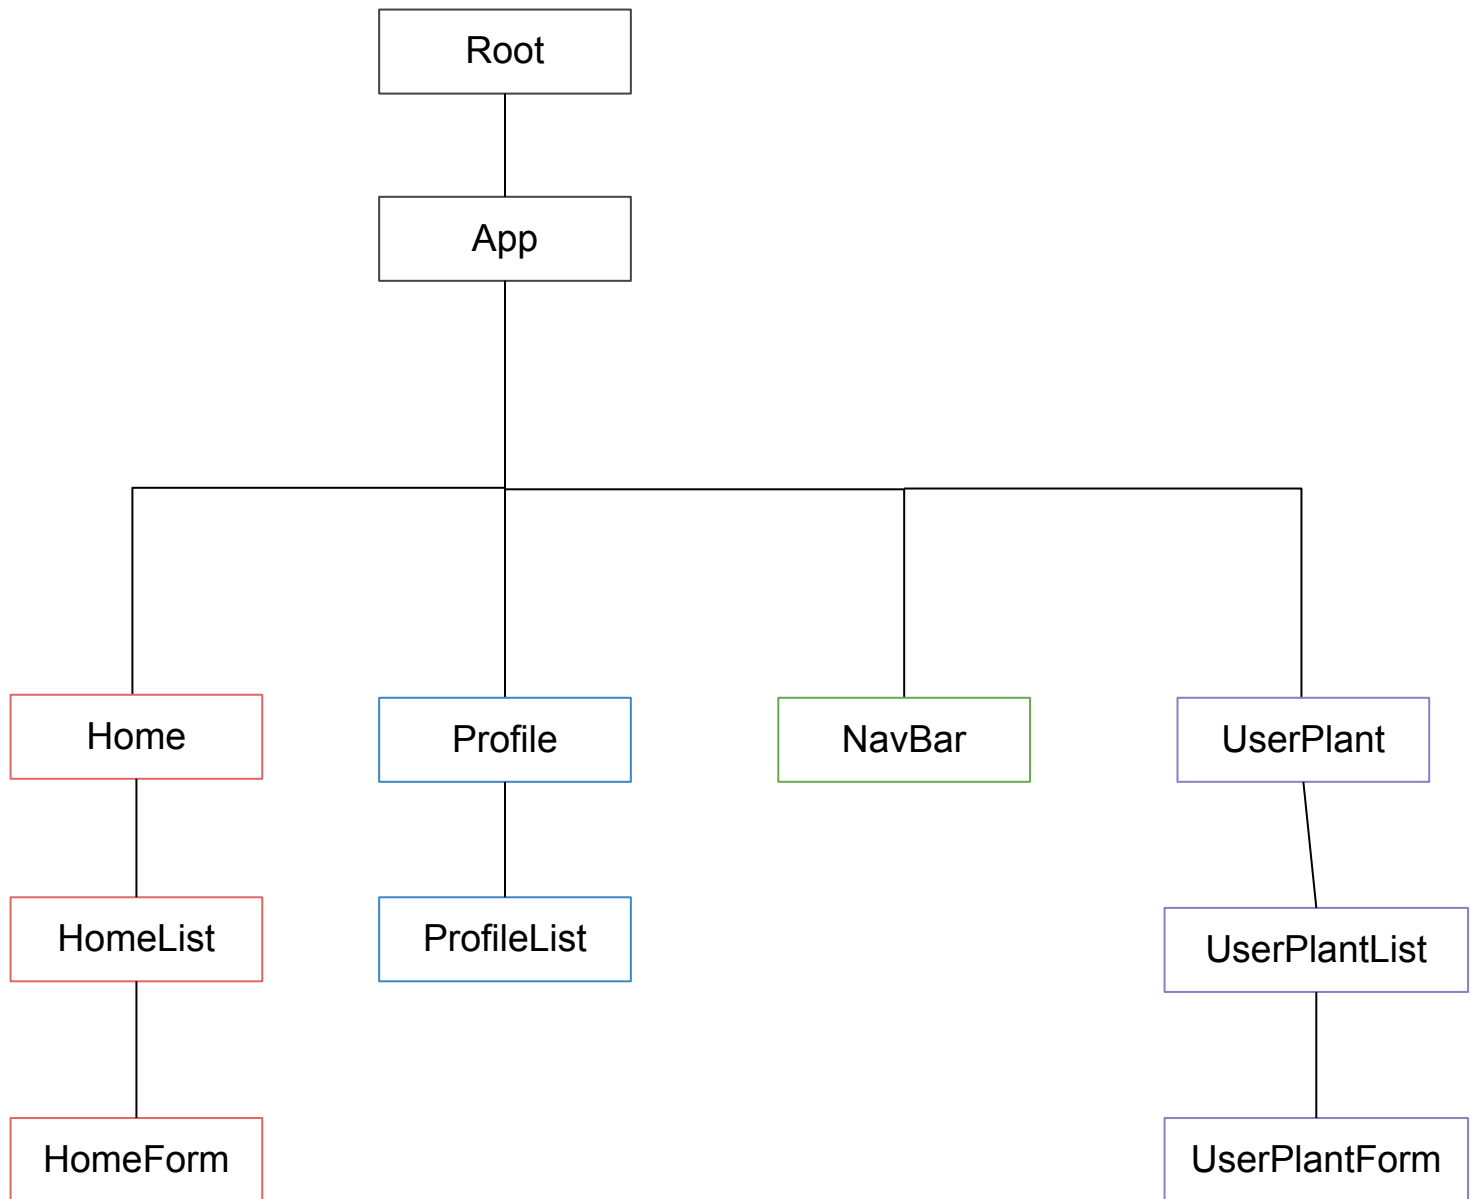 Root
App
Home
Profile
NavBar
UserPlant
HomeList
ProfileList
UserPlantList
HomeForm
UserPlantForm